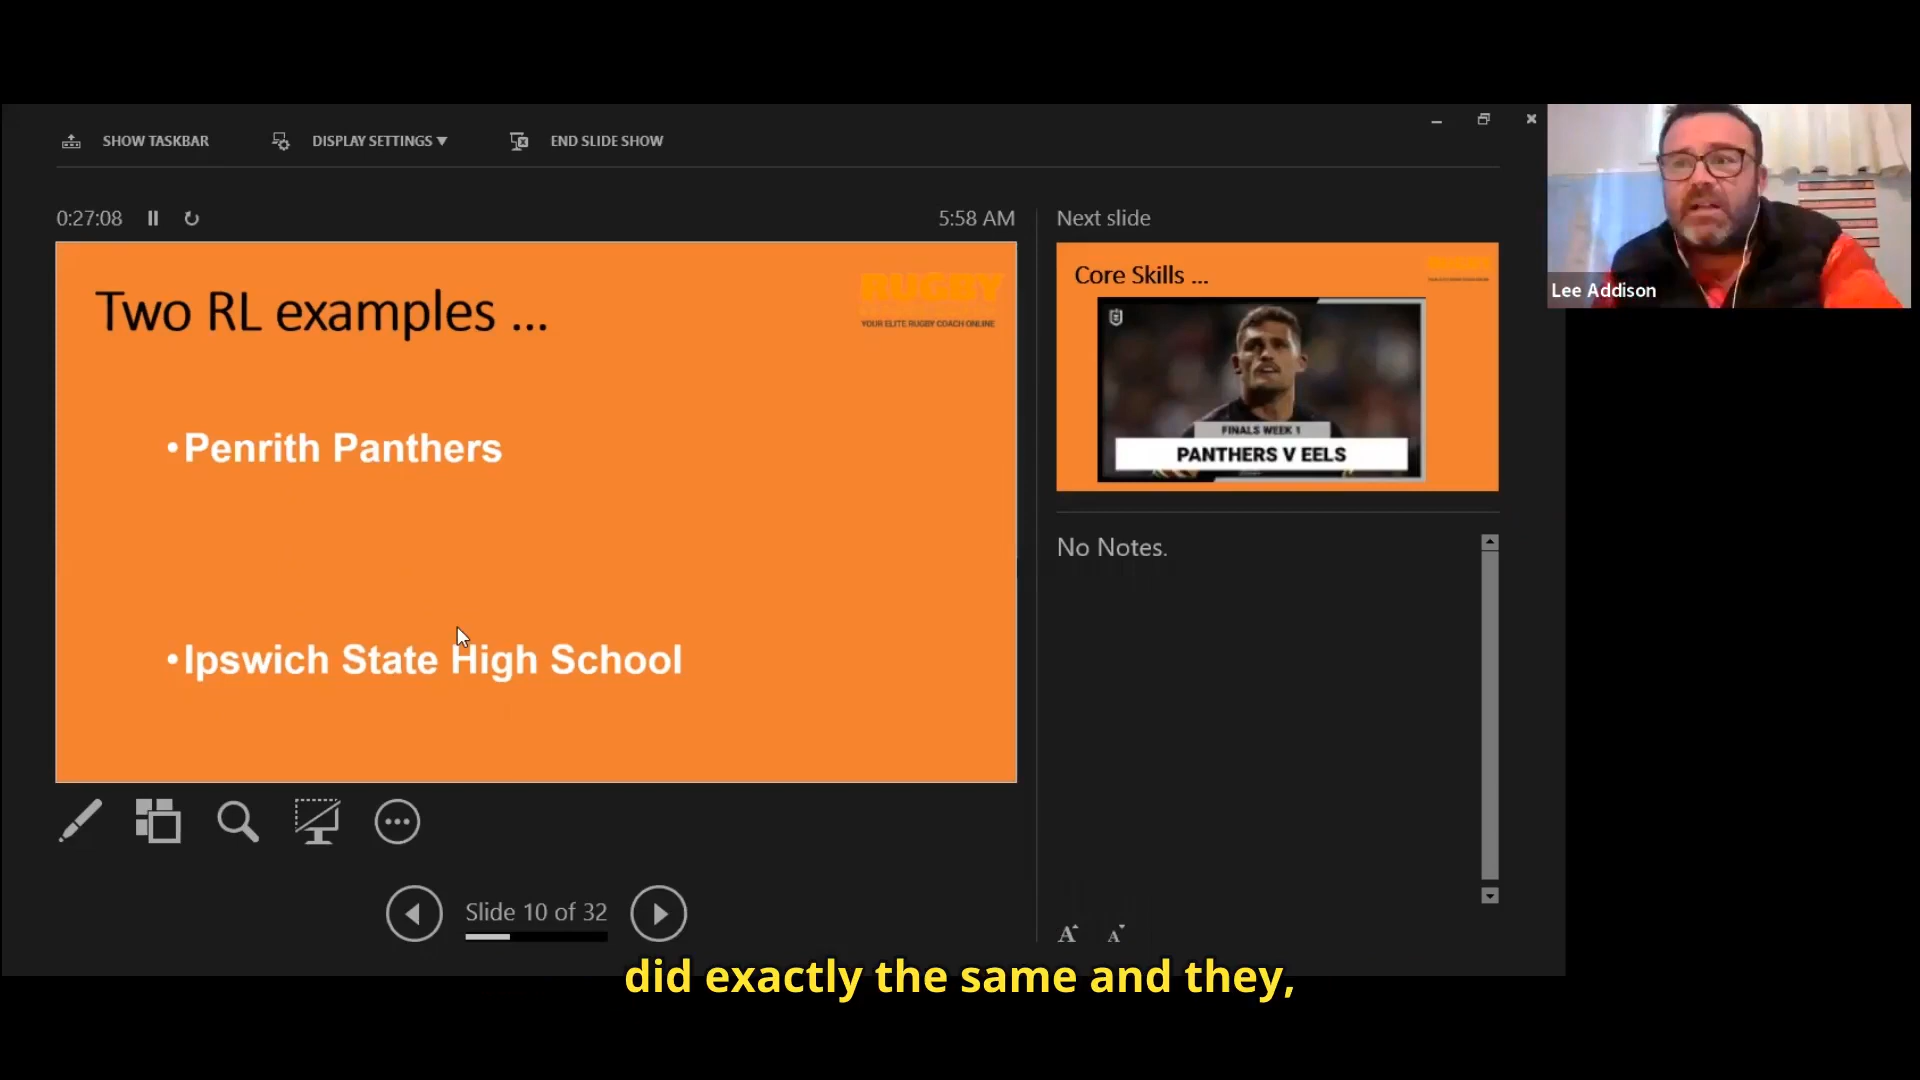 SHOW TASKBAR
DISPLAY SETTINGS ▾
END SLIDE SHOW
0:27:08
5:58 AM
Next slide
Two RL examples ...
RUGBY
YOUR ELITE RUGBY COACH ONLINE
• Penrith Panthers
• Ipswich State High School
Core Skills ...
FINALS WEEK 1
PANTHERS V EELS
No Notes.
Lee Addison
Slide 10 of 32
A A
did exactly the same and they,